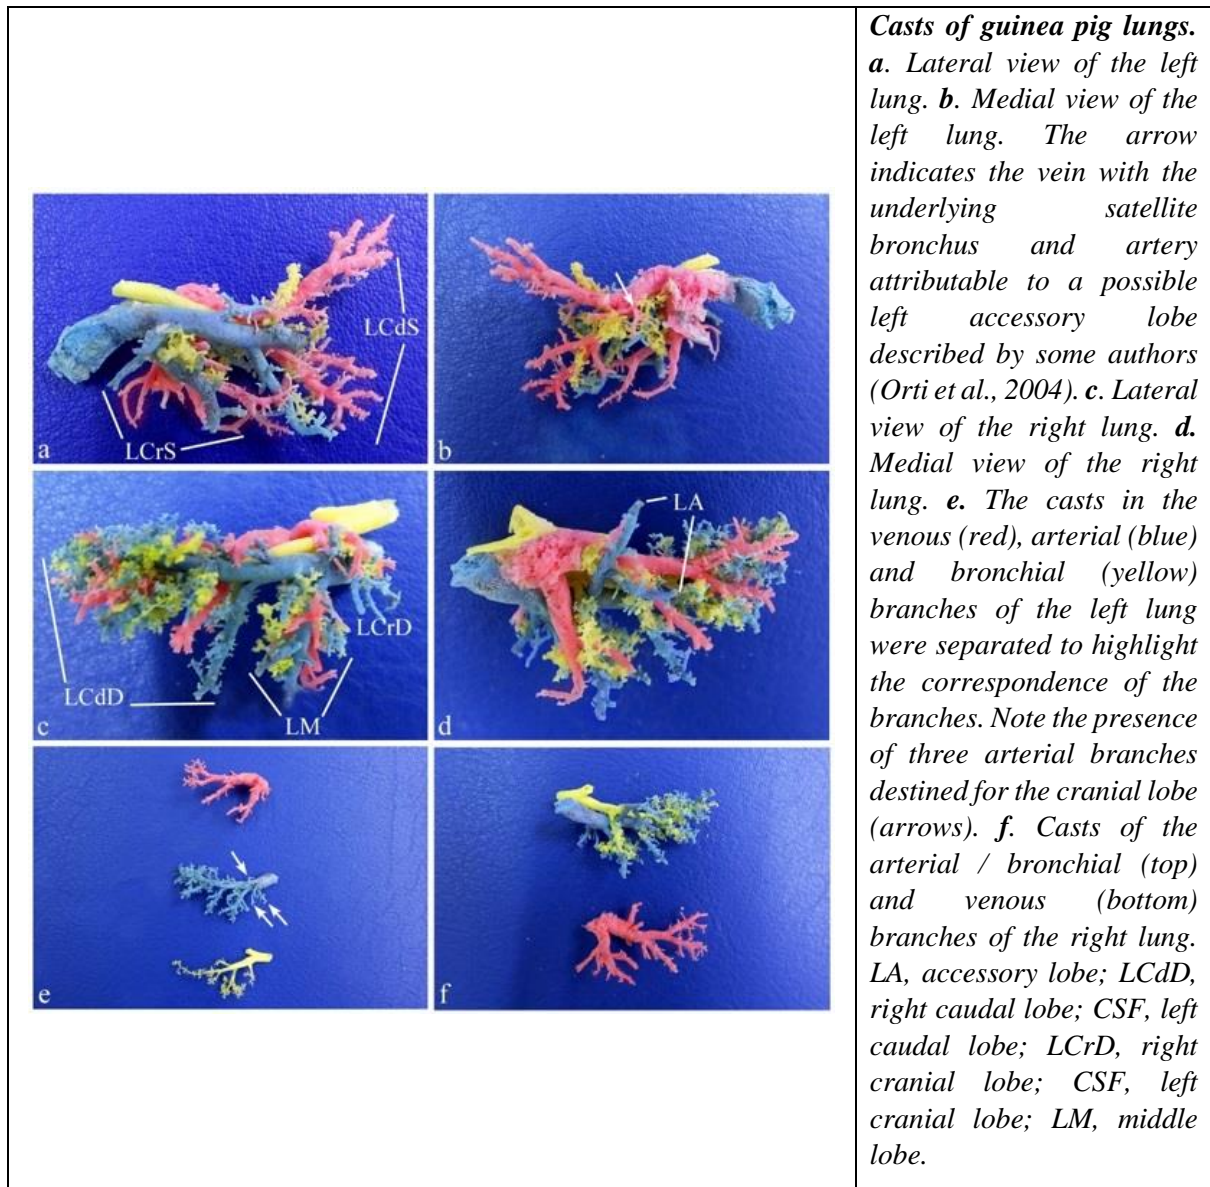 LCdS
LCrS
a
b
LCrD
LCdD
LM
c
LA
d
e
f
Casts of guinea pig lungs.
a. Lateral view of the left
lung. b. Medial view of the
left lung. The arrow
indicates the vein with the
underlying satellite
bronchus and artery
attributable to a possible
left accessory lobe
described by some authors
(Orti et al., 2004). c. Lateral
view of the right lung. d.
Medial view of the right
lung. e. The casts in the
venous (red), arterial (blue)
and bronchial (yellow)
branches of the left lung
were separated to highlight
the correspondence of the
branches. Note the presence
of three arterial branches
destined for the cranial lobe
(arrows). f. Casts of the
arterial / bronchial (top)
and venous (bottom)
branches of the right lung.
LA, accessory lobe; LCdD,
right caudal lobe; CSF, left
caudal lobe; LCrD, right
cranial lobe; CSF, left
cranial lobe; LM, middle
lobe.